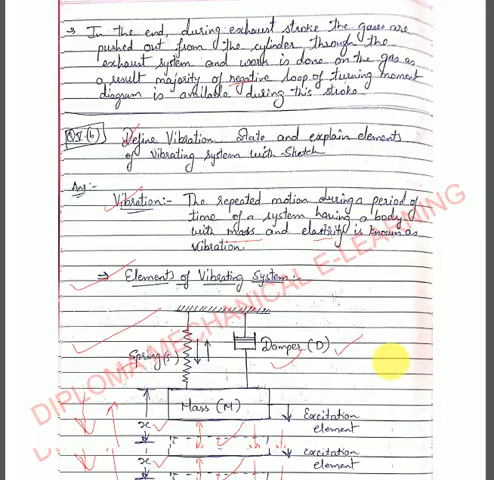 → In the end, during exhaust stroke the gases are
pushed out from the cylinder through the
exhaust system and work is done on the gas as
a result majority of negative loop of turning moment
diagram is available during this stroke.
Q.V.(b) Define Vibration. State and explain elements
of vibrating system with Sketch
Ans:-
Vibration:- The repeated motion during a period of
time of a system having a body
with mass and elasticity is known as
vibration.
⇒ Elements of Vibrating System:-
Spring(s)
Damper (D)
Mass (M)
x
↓ Excitation
element
x
↓ excitation
element
DIPLOMA MECHANICAL E-LEARNING